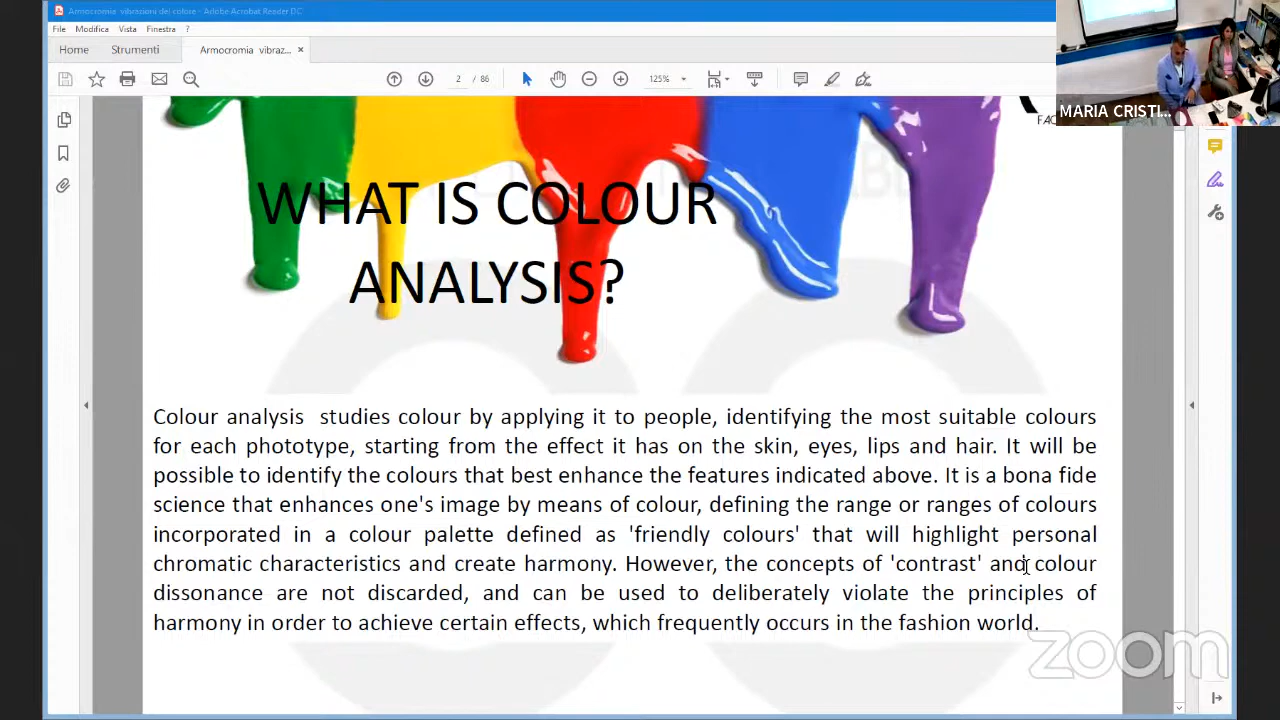 Armocromia vibrazioni del colore - Adobe Acrobat Reader DC
File Modifica Vista Finestra ?
Home Strumenti Armocromia vibraz... ×
2 / 86 125%
MARIA CRISTI...
WHAT IS COLOUR
ANALYSIS?
Colour analysis studies colour by applying it to people, identifying the most suitable colours
for each phototype, starting from the effect it has on the skin, eyes, lips and hair. It will be
possible to identify the colours that best enhance the features indicated above. It is a bona fide
science that enhances one's image by means of colour, defining the range or ranges of colours
incorporated in a colour palette defined as 'friendly colours' that will highlight personal
chromatic characteristics and create harmony. However, the concepts of 'contrast' and colour
dissonance are not discarded, and can be used to deliberately violate the principles of
harmony in order to achieve certain effects, which frequently occurs in the fashion world.
zoom